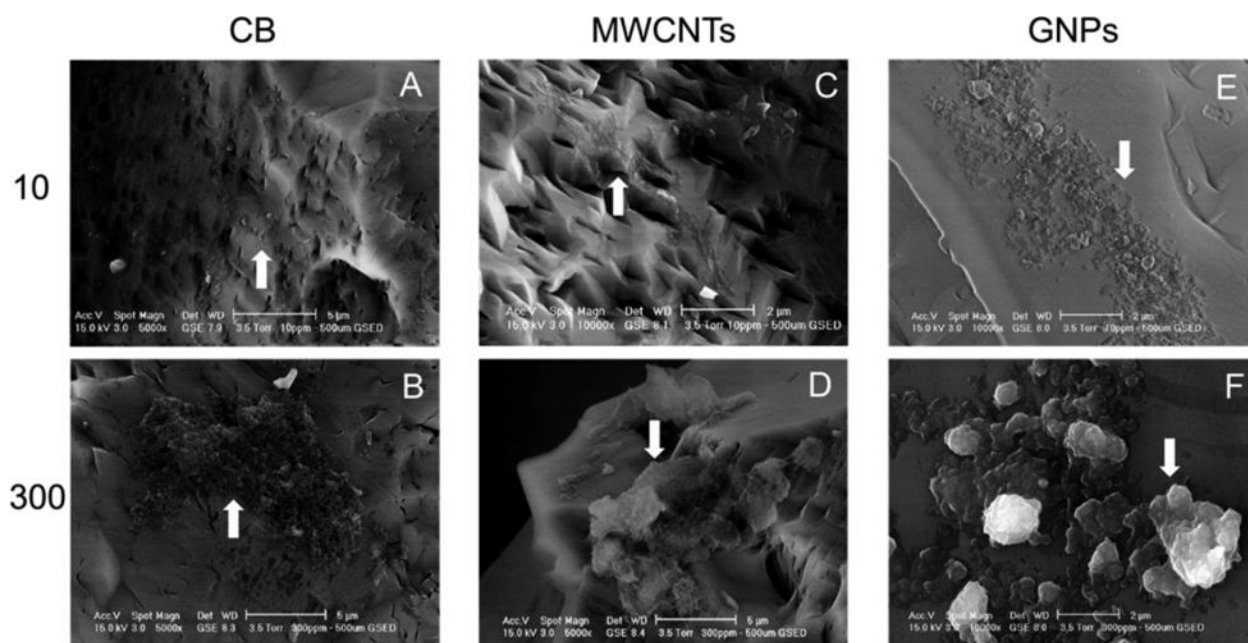 CB MWCNTs GNPs
10
A
Acc.V Spot Magn Det WD 5 µm
15.0 kV 3.0 5000x GSE 7.9 3.5 Torr 10ppm - 500um GSED
C
Acc.V Spot Magn Det WD 2 µm
15.0 kV 3.0 10000x GSE 8.1 3.5 Torr 10ppm - 500um GSED
E
Acc.V Spot Magn Det WD 2 µm
15.0 kV 3.0 10000x GSE 8.0 3.5 Torr 10ppm - 500um GSED
300
B
Acc.V Spot Magn Det WD 5 µm
15.0 kV 3.0 5000x GSE 8.3 3.5 Torr 300ppm - 500um GSED
D
Acc.V Spot Magn Det WD 5 µm
15.0 kV 3.0 5000x GSE 8.4 3.5 Torr 300ppm - 500um GSED
F
Acc.V Spot Magn Det WD 2 µm
15.0 kV 3.0 10000x GSE 8.0 3.5 Torr 300ppm - 500um GSED